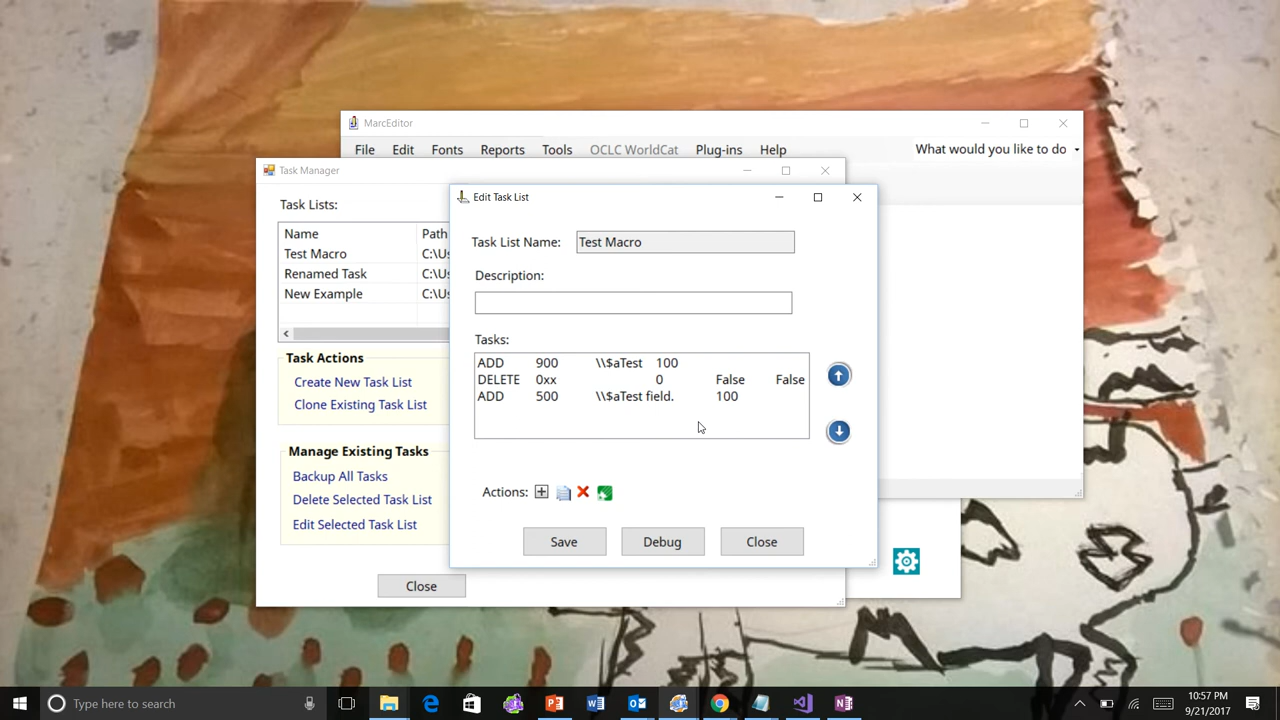 MarcEditor
File Edit Fonts Reports Tools OCLC WorldCat Plug-ins Help What would you like to do
Task Manager
Task Lists:
Name Path
Test Macro C:\Us
Renamed Task C:\Us
New Example C:\Us
Task Actions
Create New Task List
Clone Existing Task List
Manage Existing Tasks
Backup All Tasks
Delete Selected Task List
Edit Selected Task List
Close
Edit Task List
Task List Name: Test Macro
Description:
Tasks:
ADD 900 \\$aTest 100
DELETE 0xx 0 False False
ADD 500 \\$aTest field. 100
Actions:
Save Debug Close
Type here to search
10:57 PM
9/21/2017